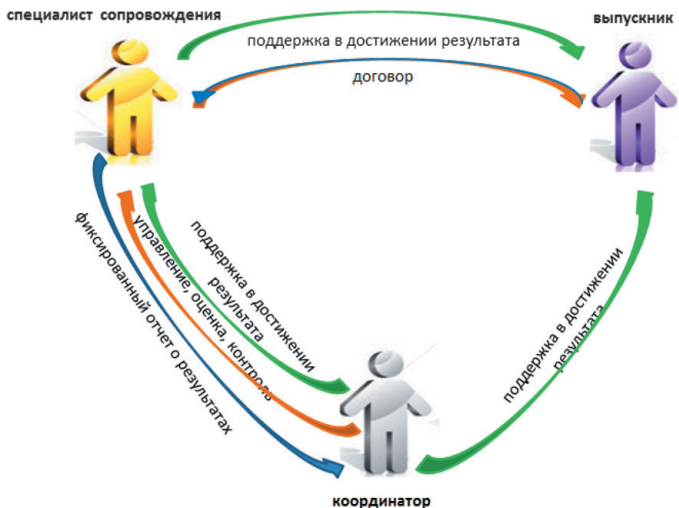 специалист сопровождения
выпускник
поддержка в достижении результата
договор
фиксированный отчет о результатах
управление, оценка, контроль
поддержка в достижении
результата
поддержка в достижении
результата
координатор